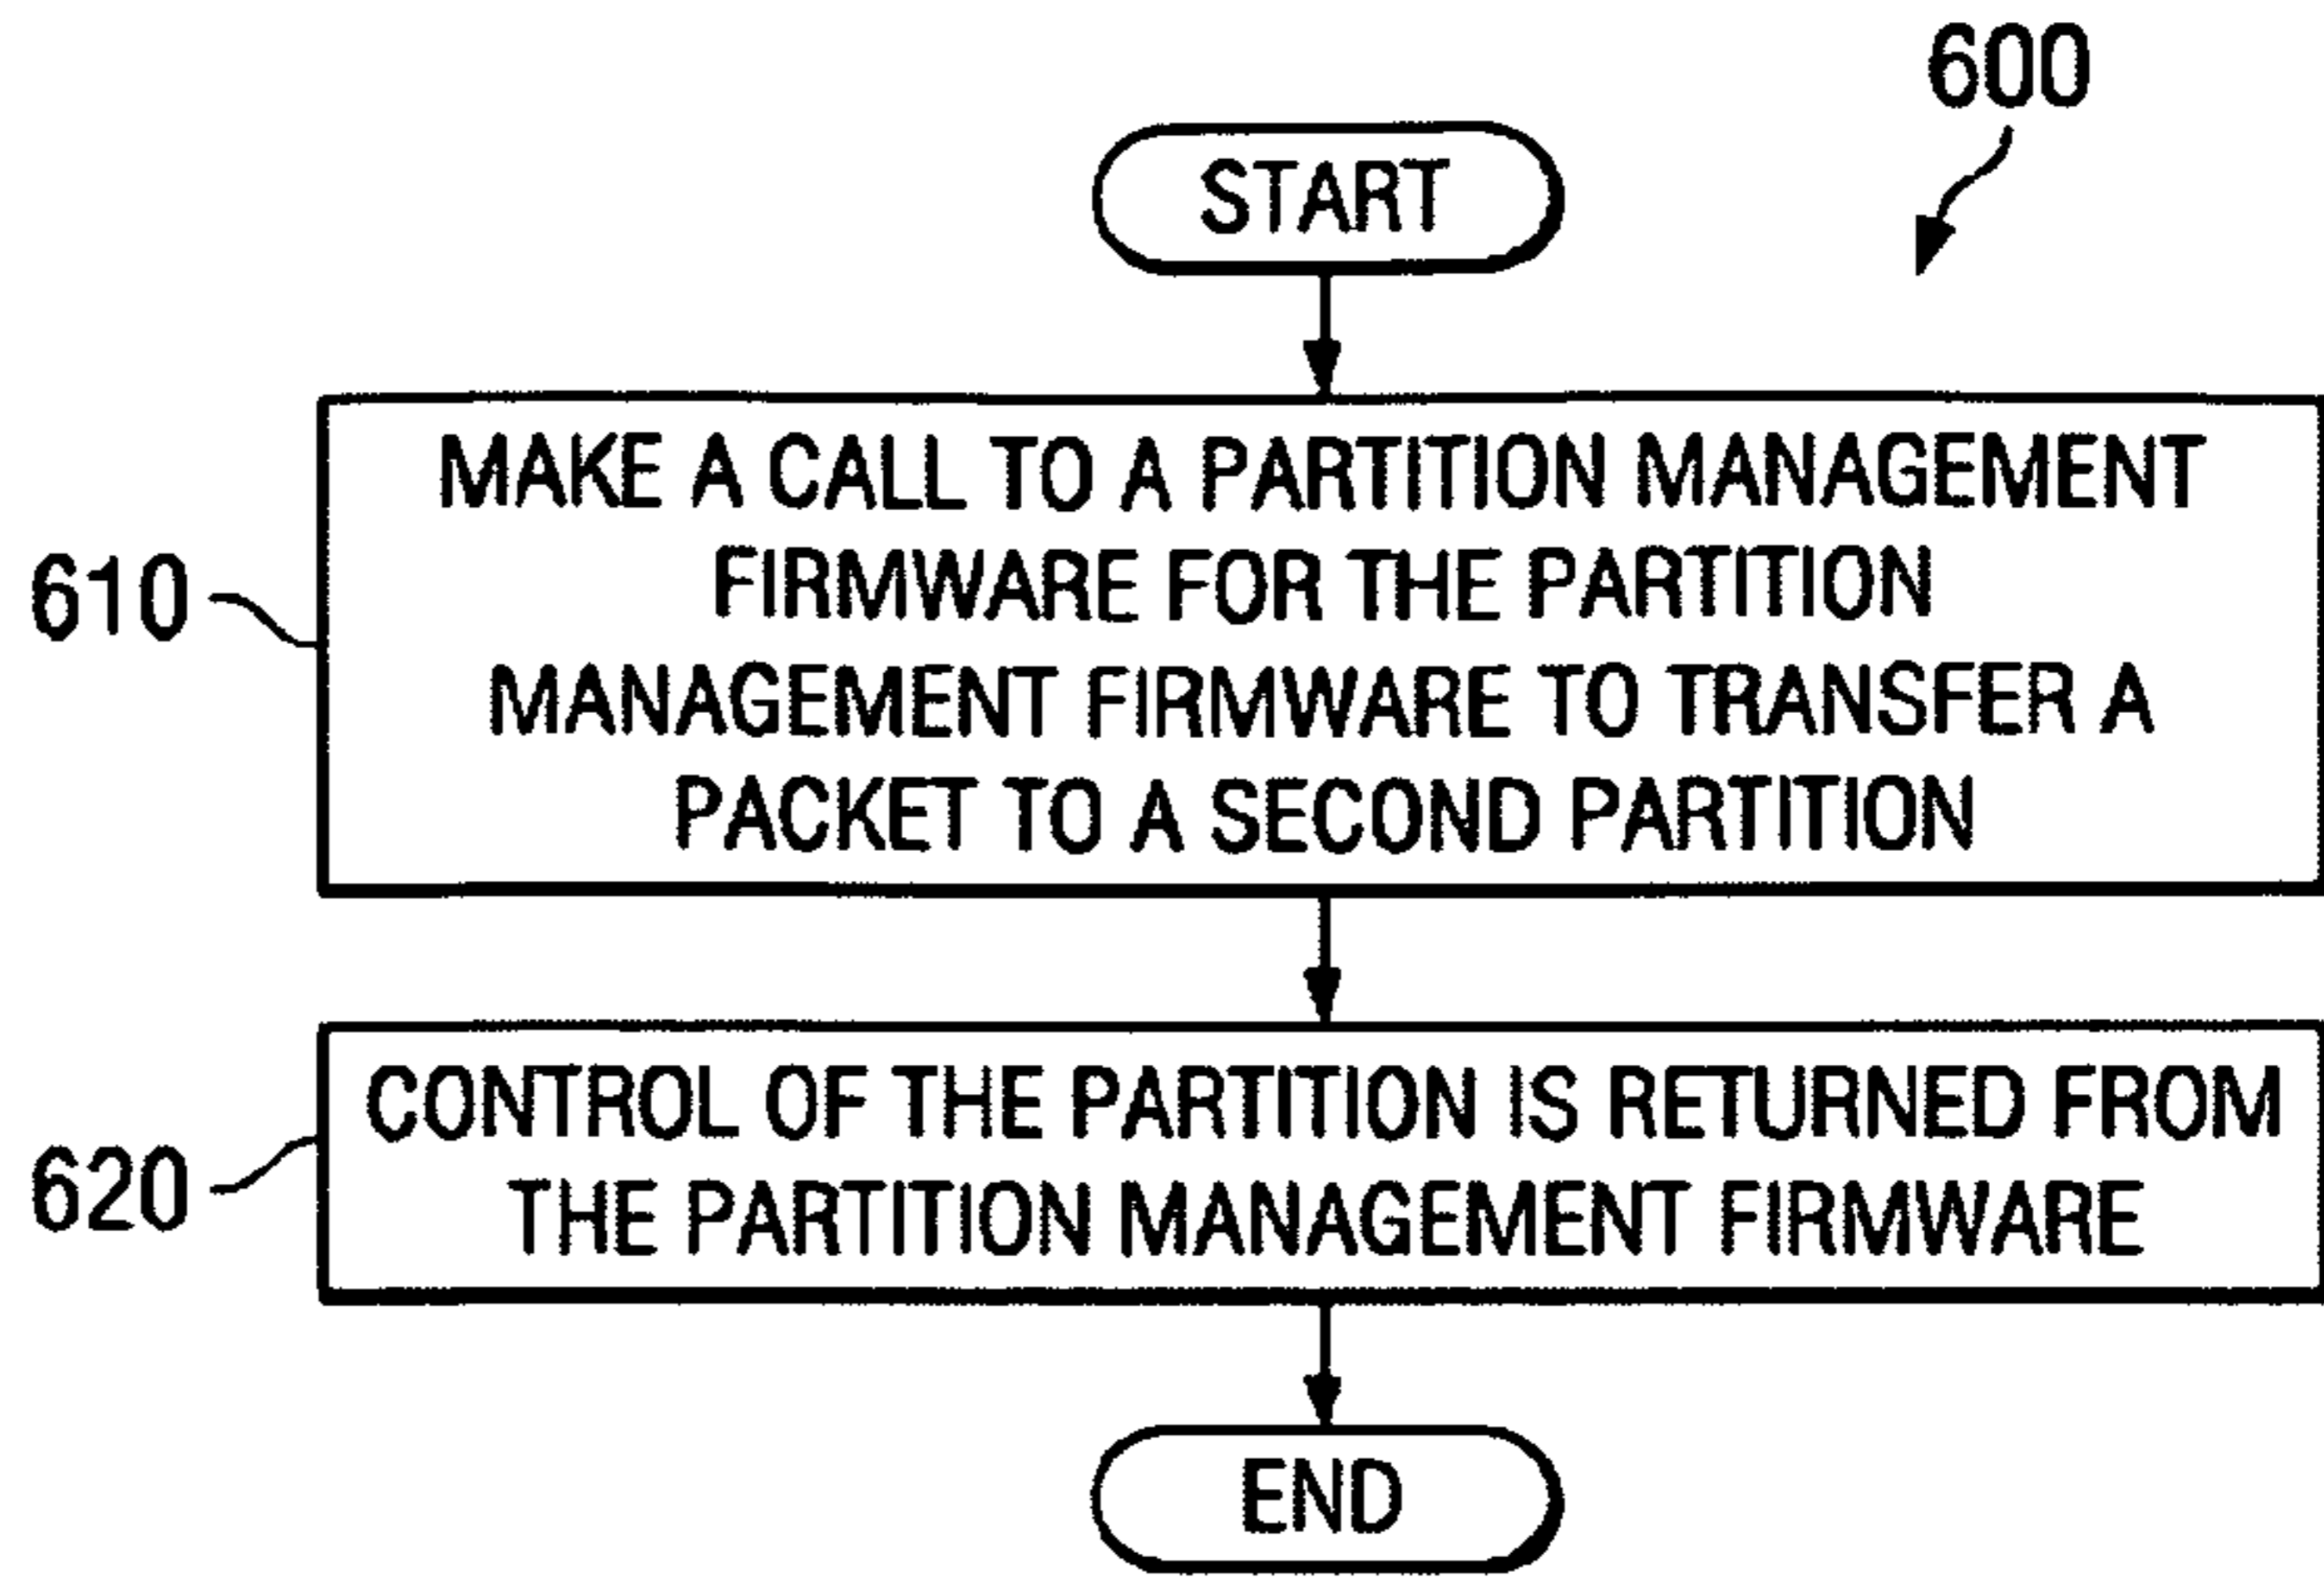 600
START
MAKE A CALL TO A PARTITION MANAGEMENT
FIRMWARE FOR THE PARTITION
MANAGEMENT FIRMWARE TO TRANSFER A
PACKET TO A SECOND PARTITION
610
CONTROL OF THE PARTITION IS RETURNED FROM
THE PARTITION MANAGEMENT FIRMWARE
620
END